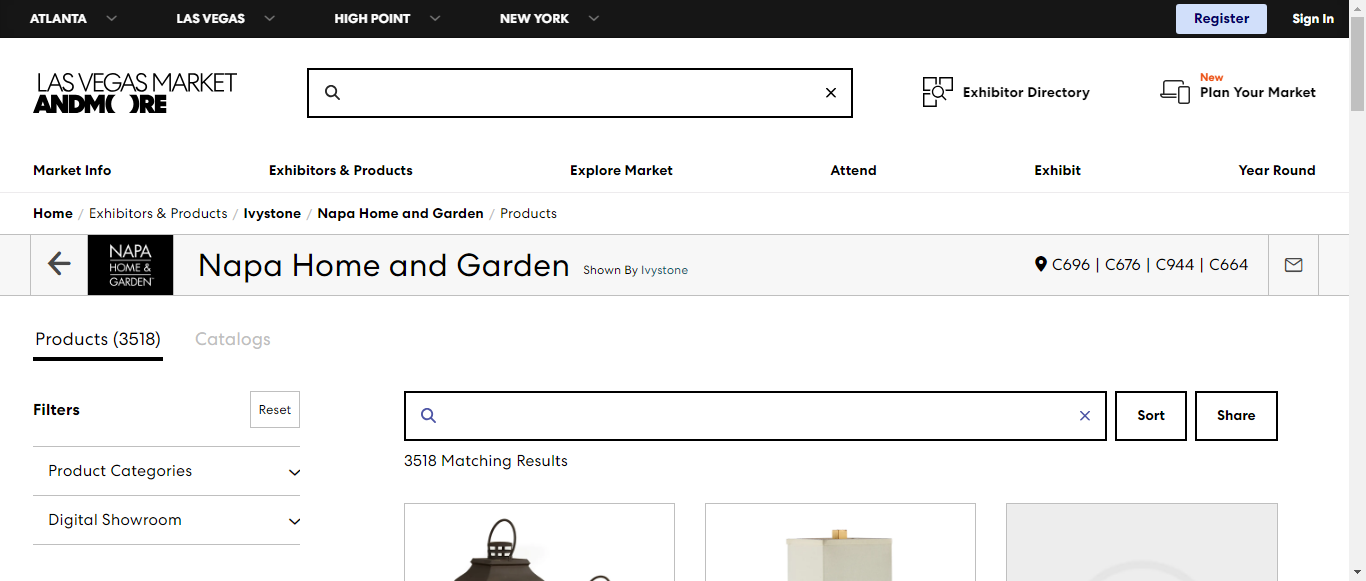 ATLANTA LAS VEGAS HIGH POINT NEW YORK Register Sign In
LAS VEGAS MARKET
ANDMORE
Exhibitor Directory
New
Plan Your Market
Market Info Exhibitors & Products Explore Market Attend Exhibit Year Round
Home / Exhibitors & Products / Ivystone / Napa Home and Garden / Products
NAPA
HOME &
GARDEN
Napa Home and Garden Shown By Ivystone C696 | C676 | C944 | C664
Products (3518) Catalogs
Filters Reset
Sort Share
3518 Matching Results
Product Categories
Digital Showroom